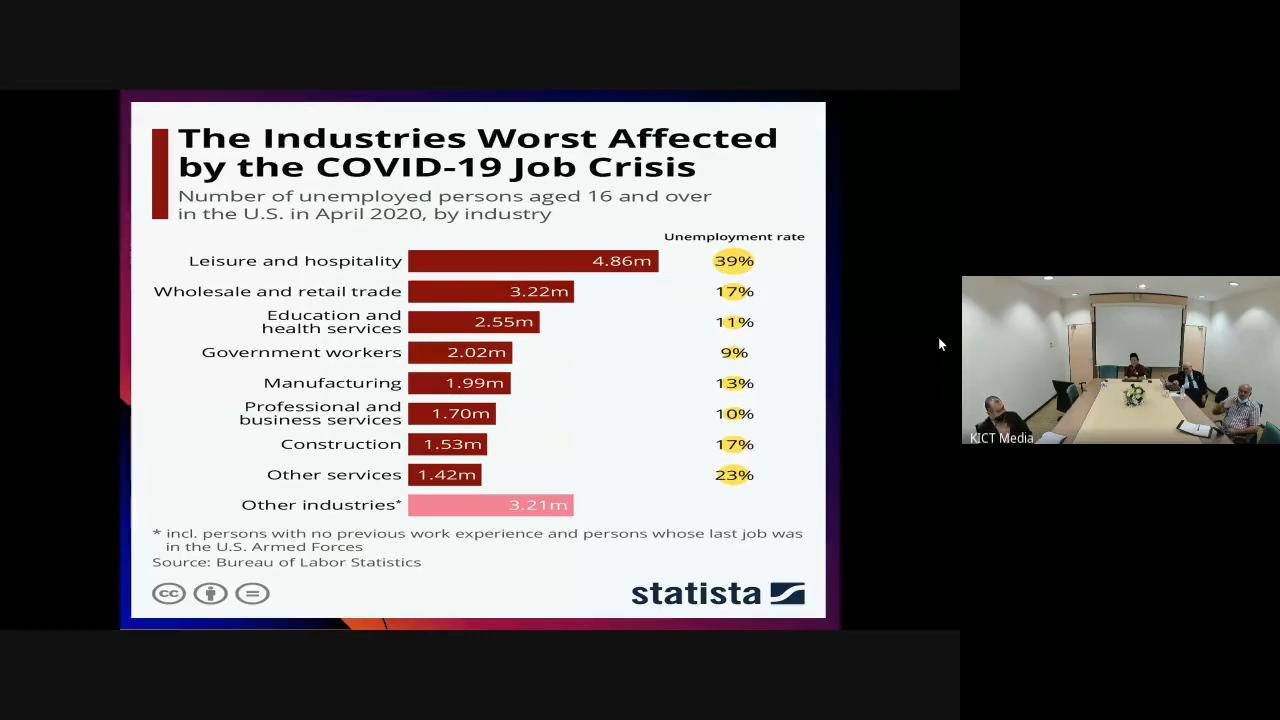 The Industries Worst Affected
by the COVID-19 Job Crisis
Number of unemployed persons aged 16 and over
in the U.S. in April 2020, by industry
Unemployment rate
Leisure and hospitality 4.86m 39%
Wholesale and retail trade 3.22m 17%
Education and
health services 2.55m 11%
Government workers 2.02m 9%
Manufacturing 1.99m 13%
Professional and
business services 1.70m 10%
Construction 1.53m 17%
Other services 1.42m 23%
Other industries* 3.21m
* incl. persons with no previous work experience and persons whose last job was
in the U.S. Armed Forces
Source: Bureau of Labor Statistics
cc
statista
KICT Media